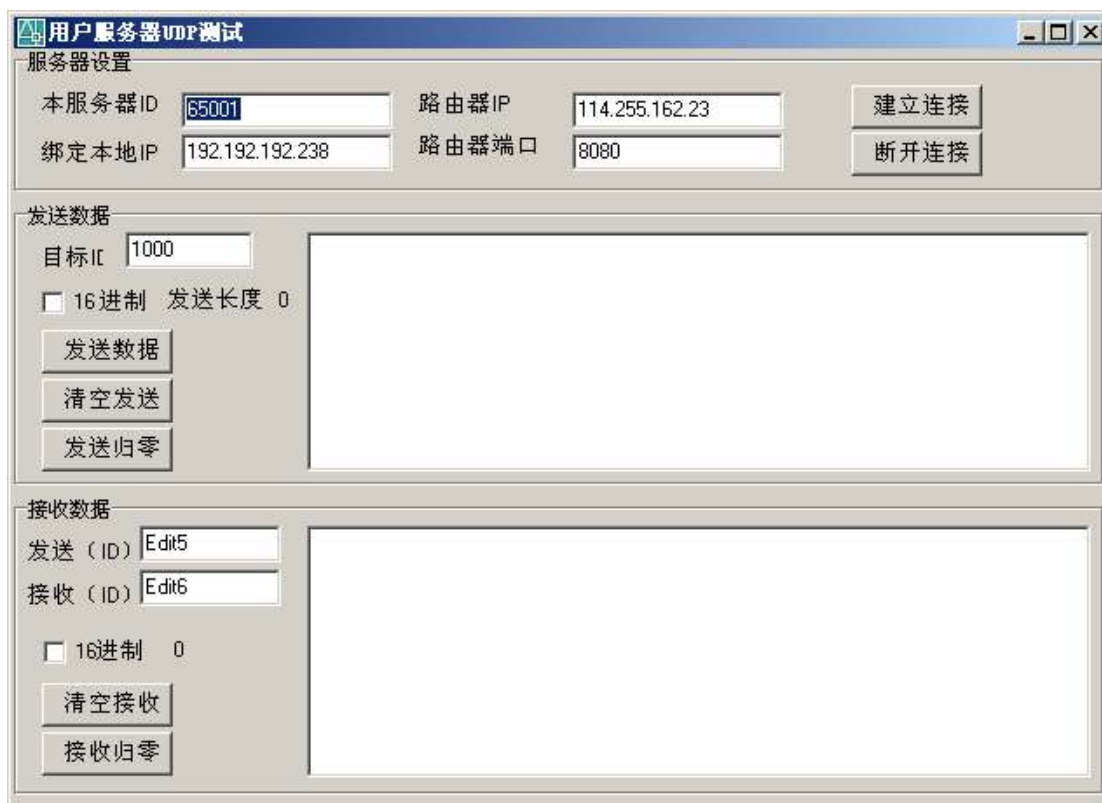 用户服务器UDP测试
服务器设置
本服务器ID 65001 路由器IP 114.255.162.23 建立连接
绑定本地IP 192.192.192.238 路由器端口 8080 断开连接
发送数据
目标ID 1000
16进制 发送长度 0
发送数据
清空发送
发送归零
接收数据
发送（ID） Edit5
接收（ID） Edit6
16进制 0
清空接收
接收归零